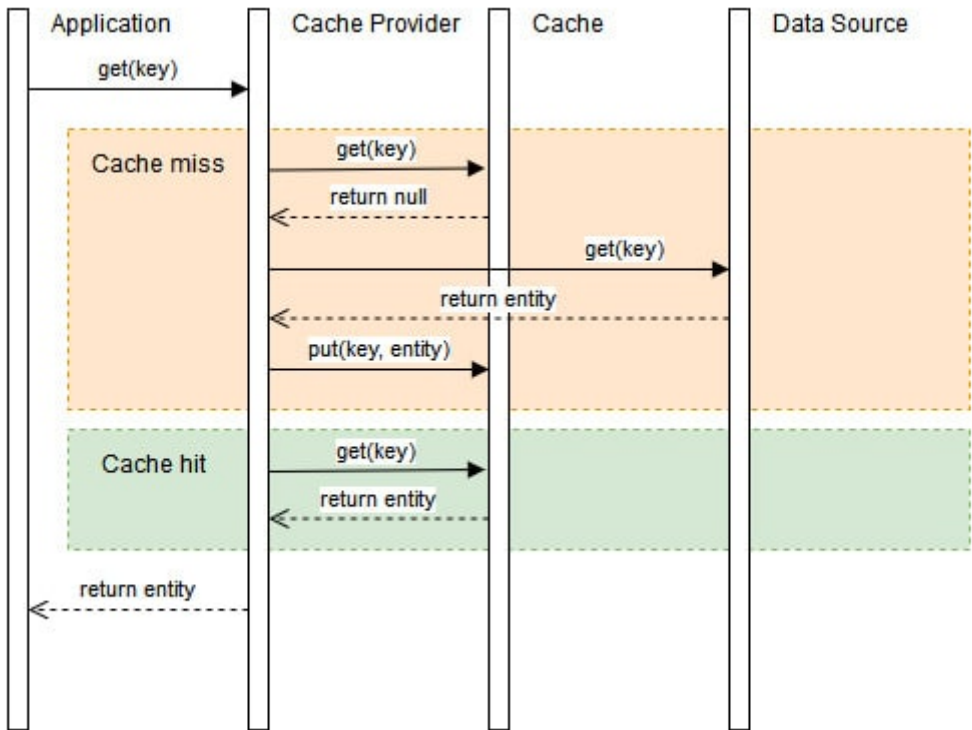 Application
Cache Provider
Cache
Data Source
get(key)
Cache miss
get(key)
return null
get(key)
return entity
put(key, entity)
Cache hit
get(key)
return entity
return entity